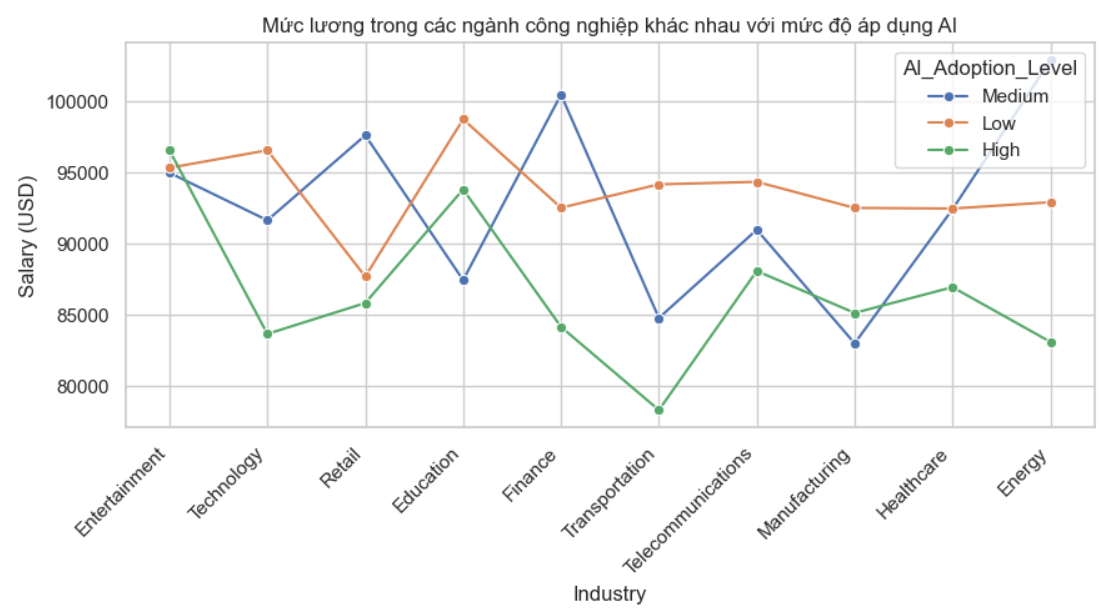 Mức lương trong các ngành công nghiệp khác nhau với mức độ áp dụng AI
AI_Adoption_Level
Medium
Low
High
Salary (USD)
100000
95000
90000
85000
80000
Entertainment
Technology
Retail
Education
Finance
Transportation
Telecommunications
Manufacturing
Healthcare
Energy
Industry